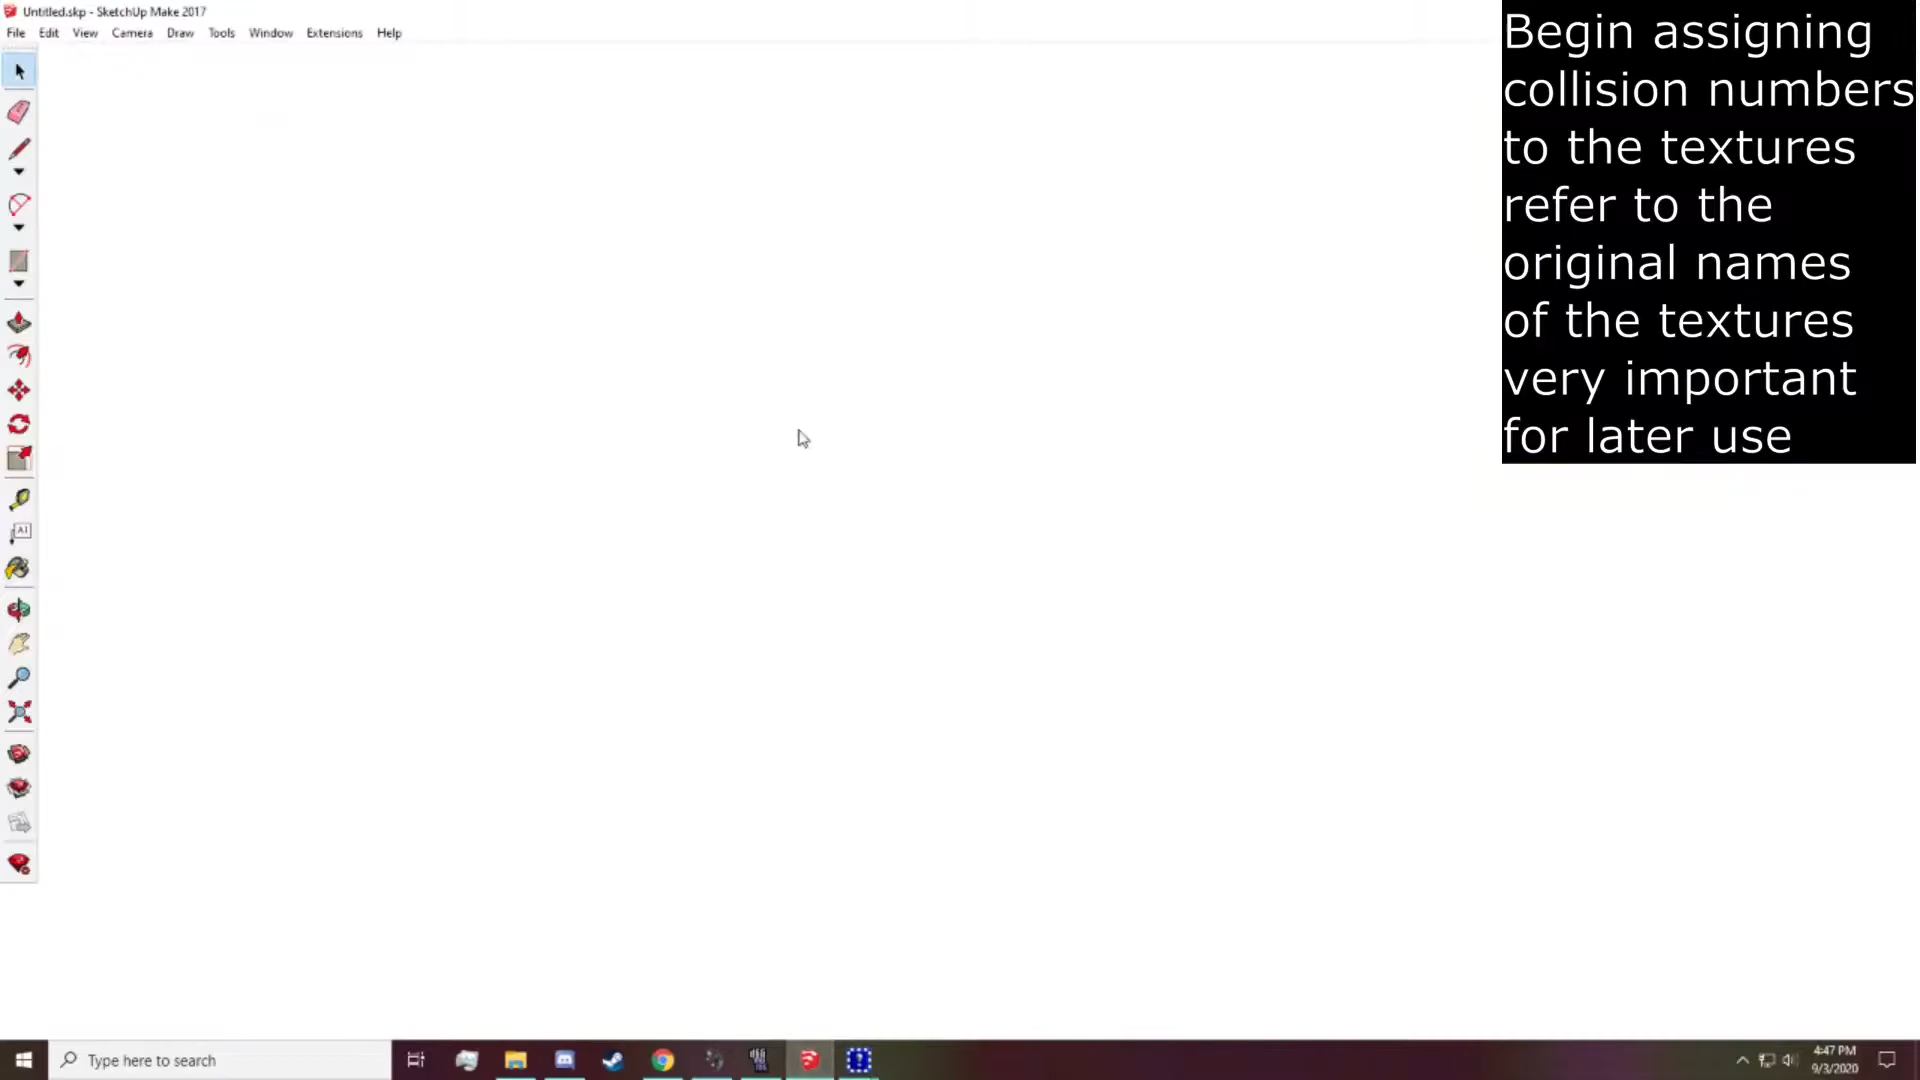 Untitled.skp - SketchUp Make 2017
File Edit View Camera Draw Tools Window Extensions Help
Begin assigning
collision numbers
to the textures
refer to the
original names
of the textures
very important
for later use
A1
Type here to search
4:47 PM
9/3/2020